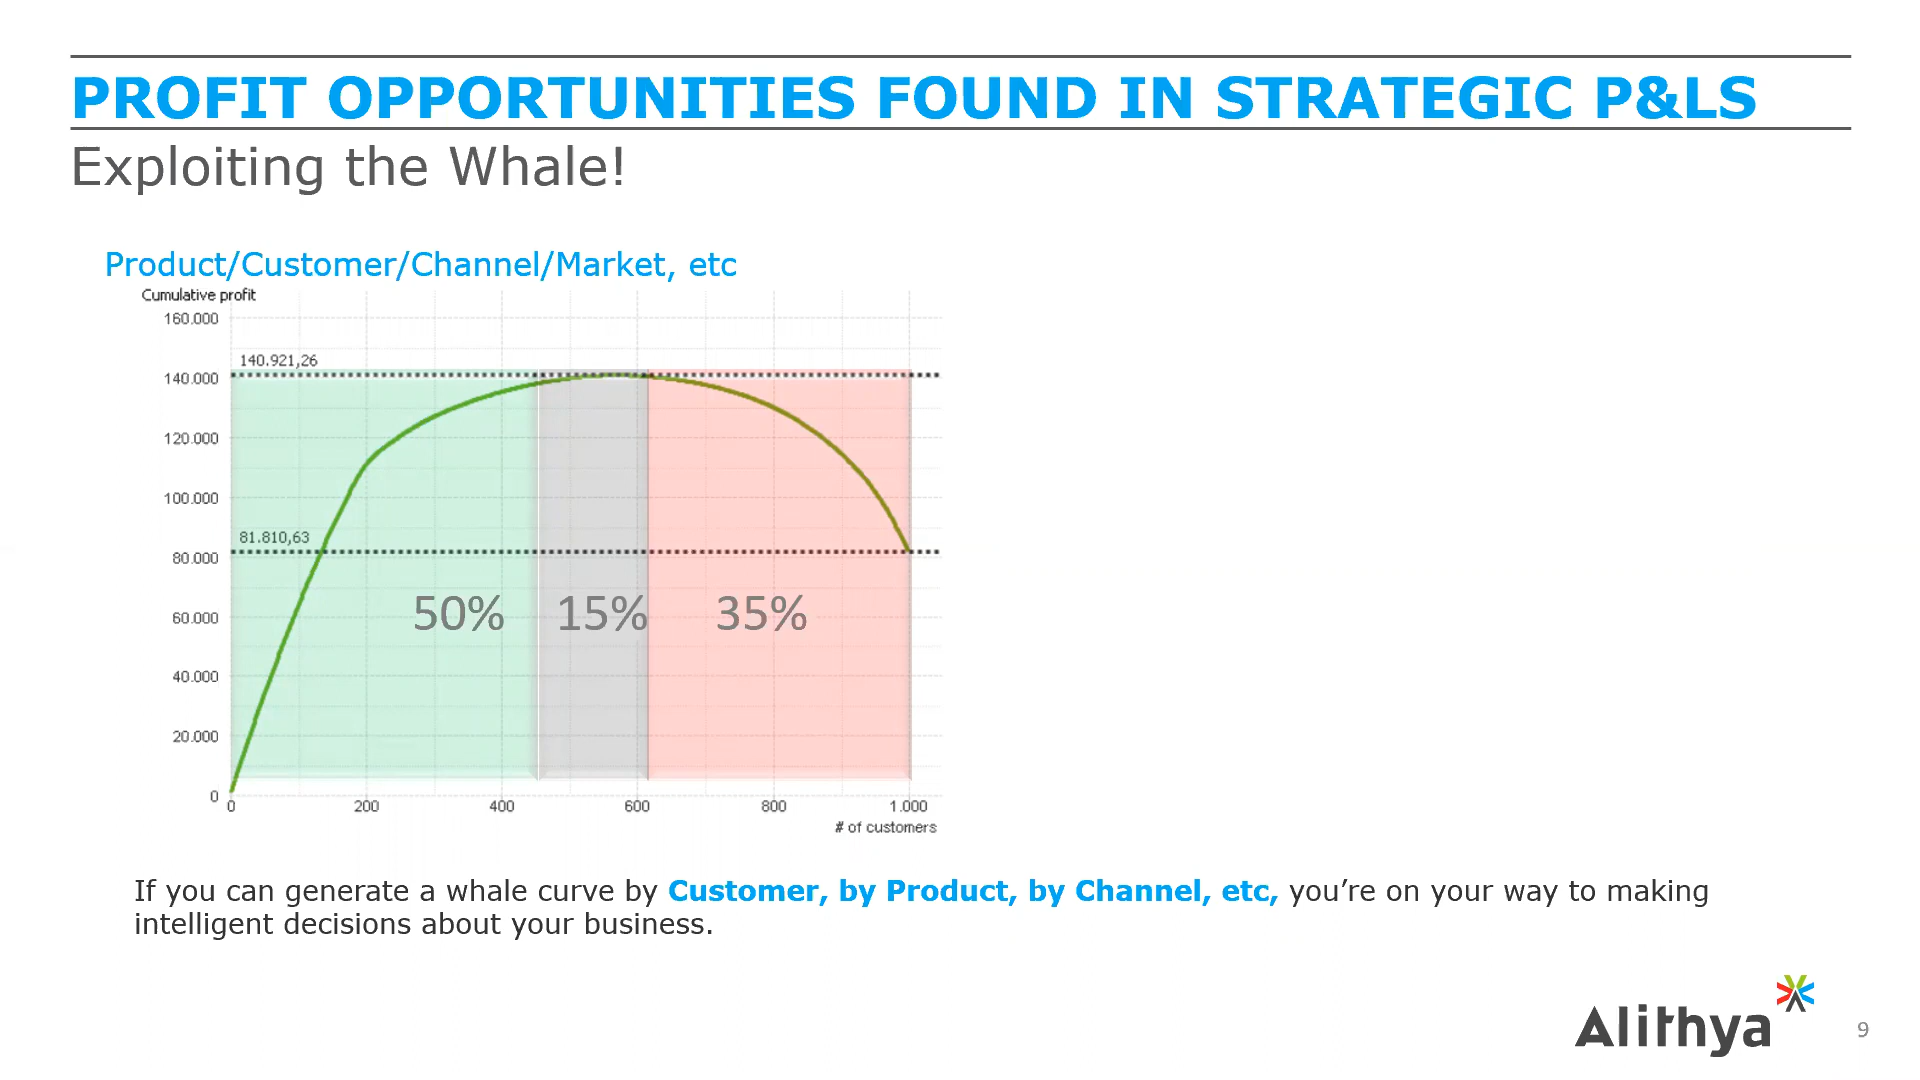 PROFIT OPPORTUNITIES FOUND IN STRATEGIC P&LS
Exploiting the Whale!
Product/Customer/Channel/Market, etc
Cumulative profit
160.000
140.921,26
140.000
120.000
100.000
81.810,63
80.000
50% 15% 35%
60.000
40.000
20.000
0
0 200 400 600 800 1.000
# of customers
If you can generate a whale curve by Customer, by Product, by Channel, etc, you’re on your way to making
intelligent decisions about your business.
Alithya
9